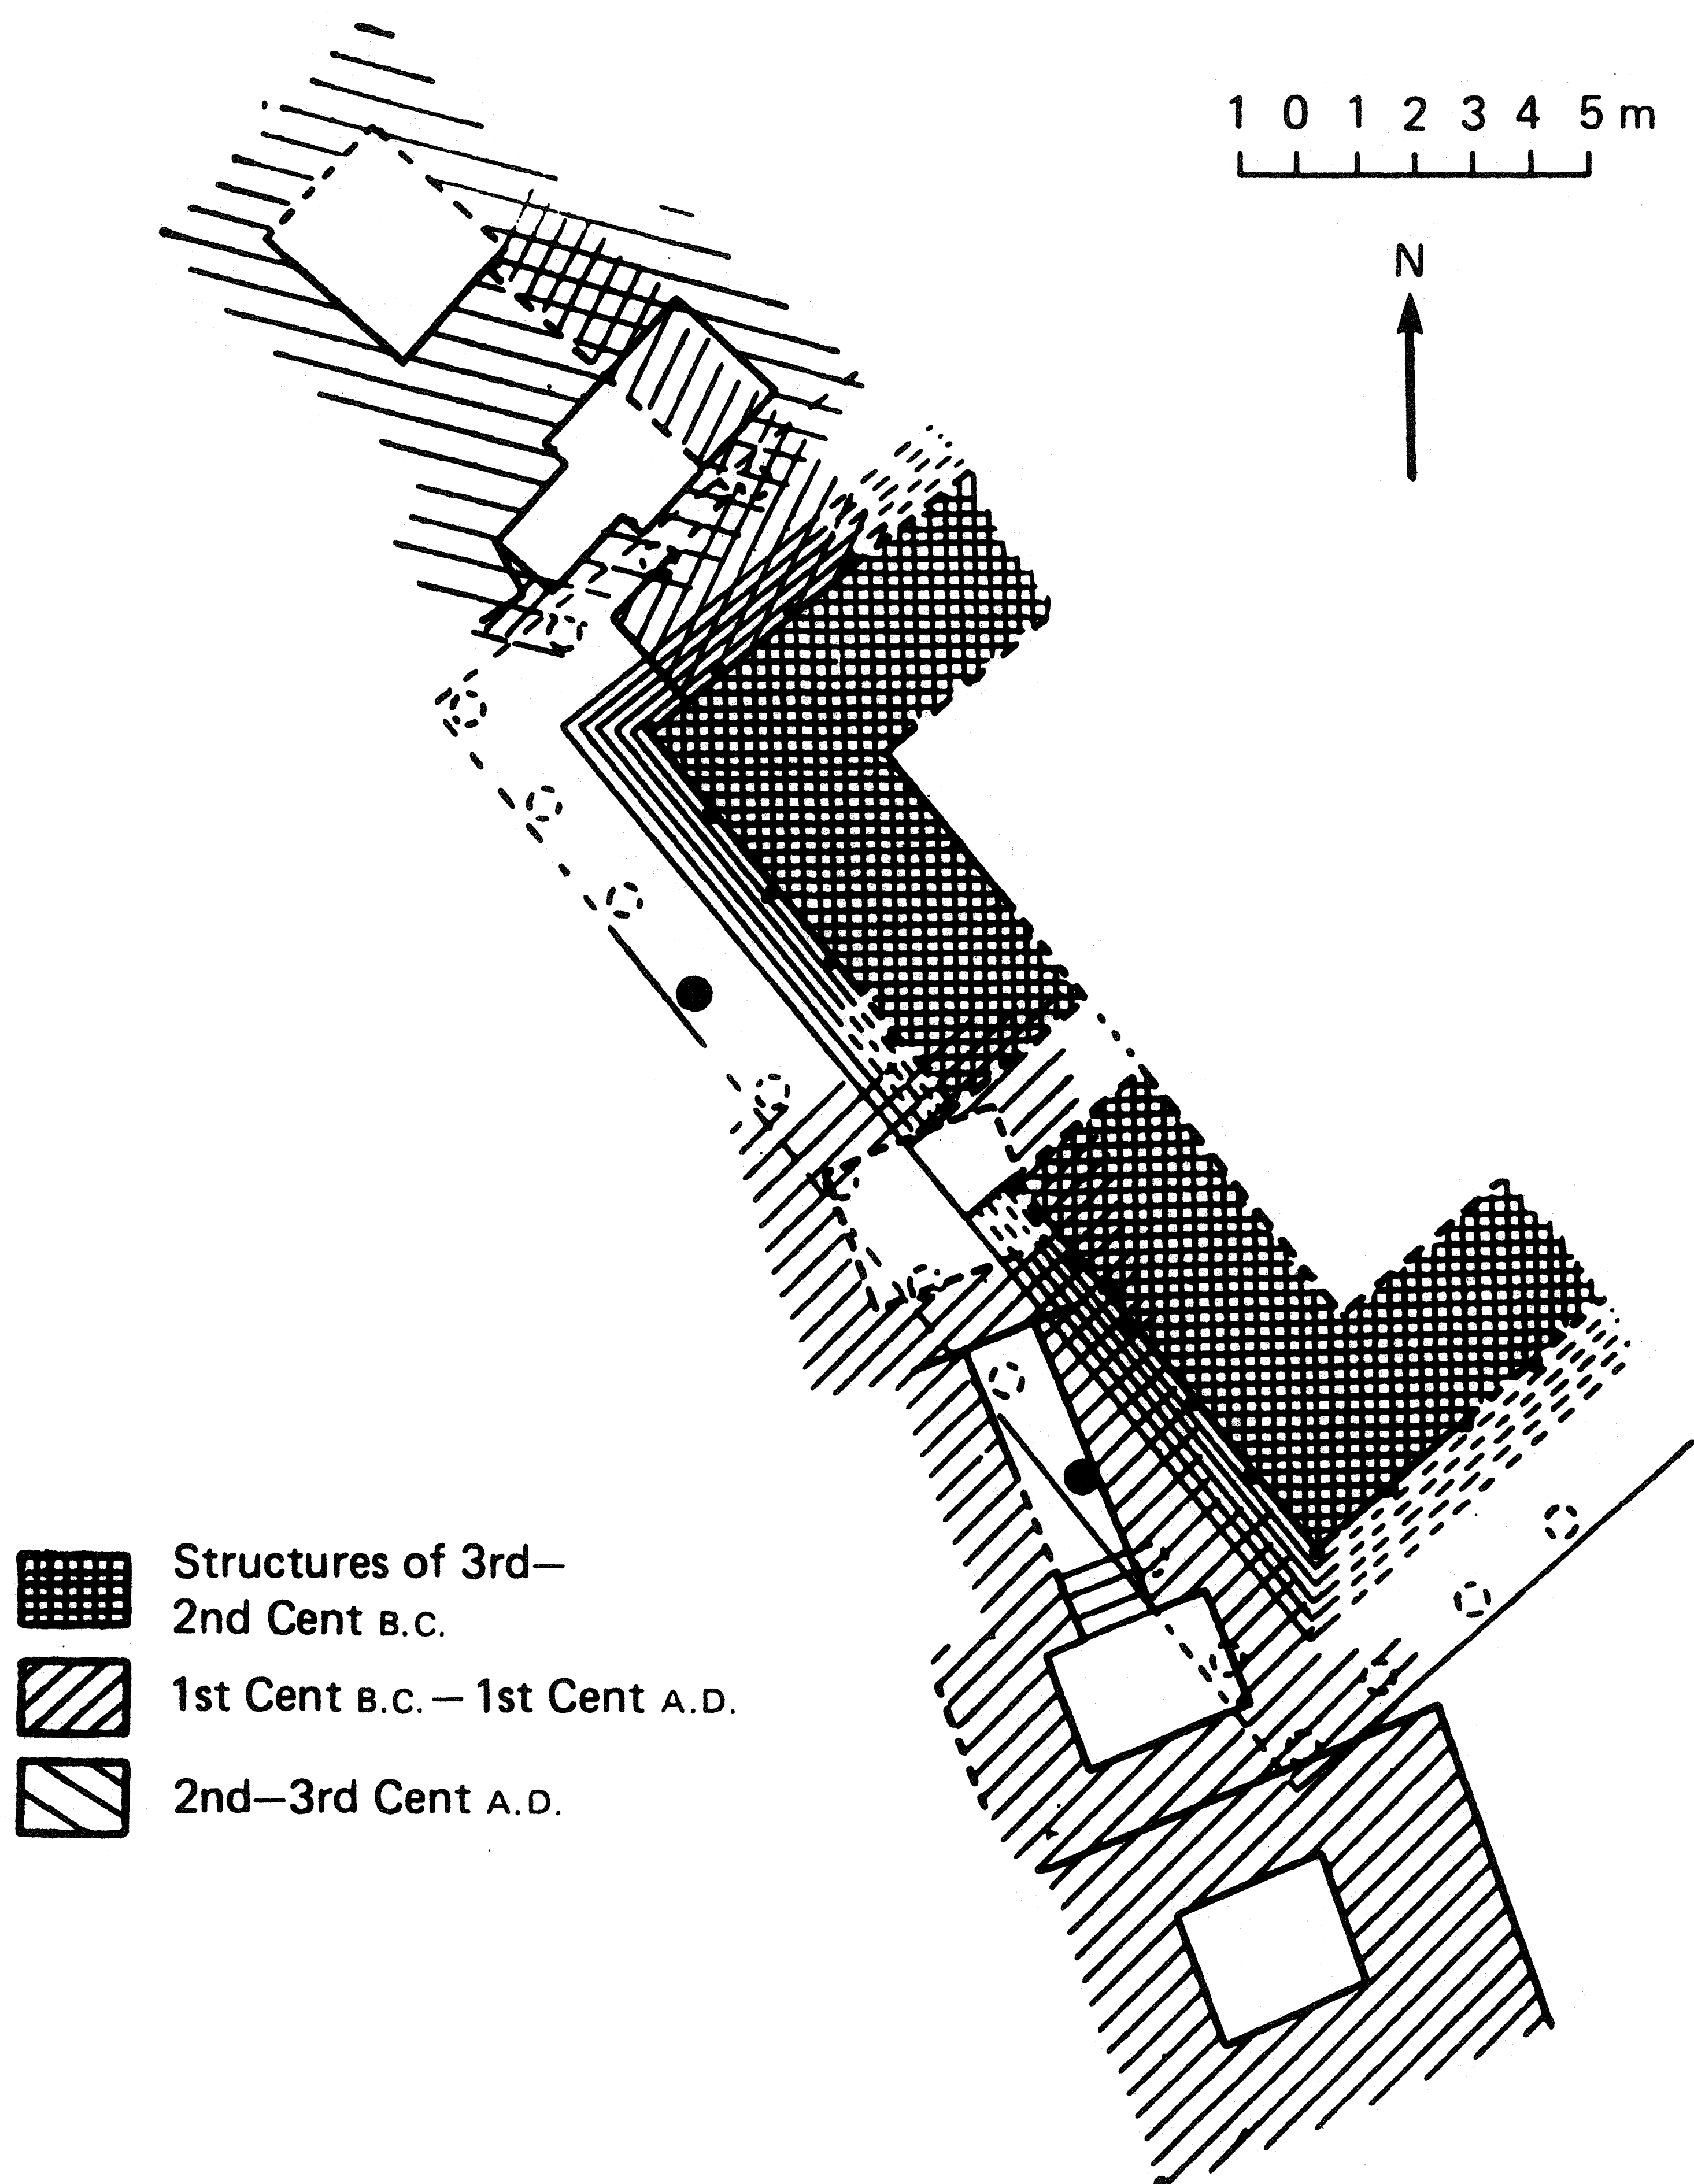 1 0 1 2 3 4 5 m
N
Structures of 3rd—
2nd Cent B.C.
1st Cent B.C. — 1st Cent A.D.
2nd—3rd Cent A.D.